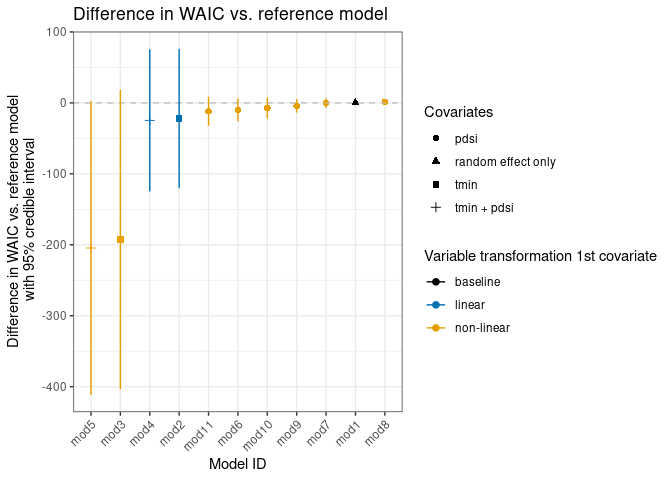 Difference in WAIC vs. reference model
Difference in WAIC vs. reference model
with 95% credible interval
100
0
-100
-200
-300
-400
mod5
mod3
mod4
mod2
mod11
mod6
mod10
mod9
mod7
mod1
mod8
Model ID
Covariates
pdsi
random effect only
tmin
tmin + pdsi
Variable transformation 1st covariate
baseline
linear
non-linear